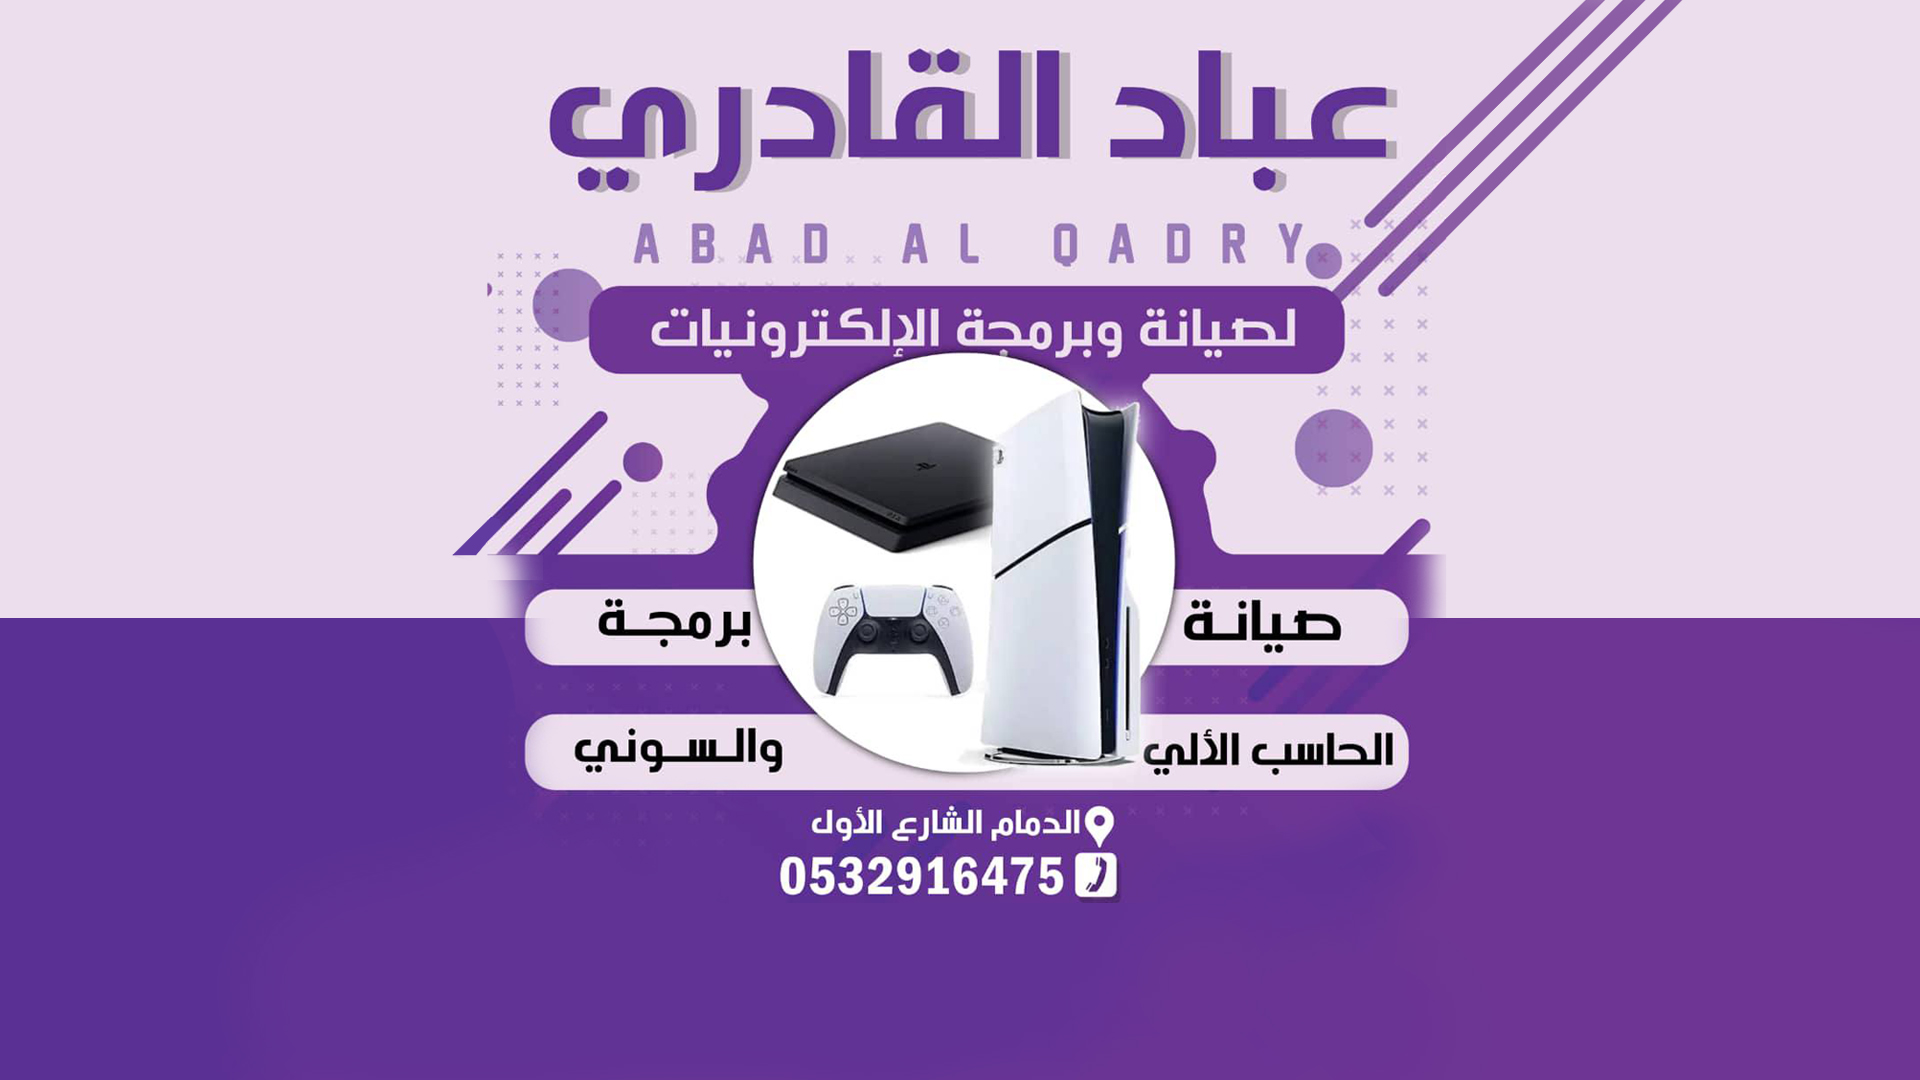 عباد القادري
ABAD AL QADRY
لصيانة وبرمجة الإلكترونيات
صيانـة
برمجـة
الحاسب الألي
والسـوني
الدمام الشارع الأول
0532916475